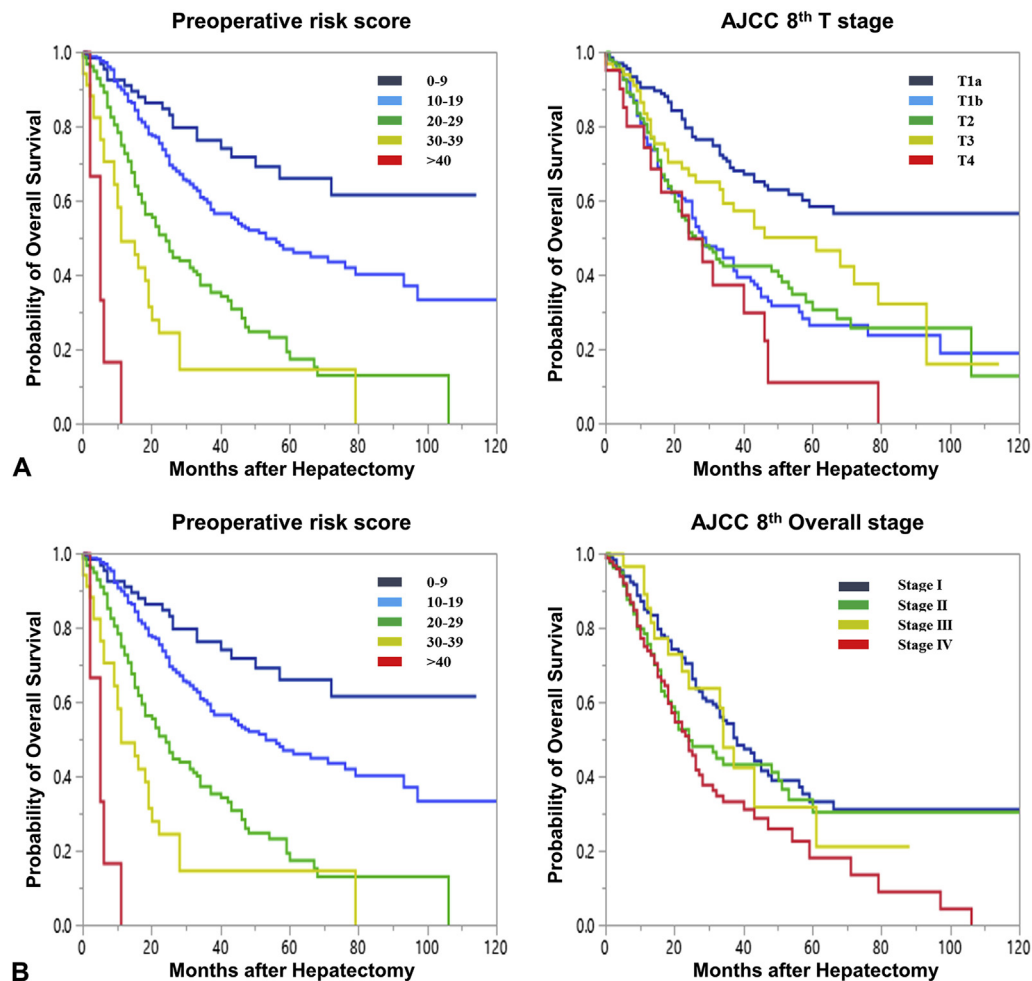 Preoperative risk score
AJCC 8th T stage
Probability of Overall Survival
1.0
0.8
0.6
0.4
0.2
0.0
0-9
10-19
20-29
30-39
>40
0 20 40 60 80 100 120
Months after Hepatectomy
A
Probability of Overall Survival
1.0
0.8
0.6
0.4
0.2
0.0
T1a
T1b
T2
T3
T4
0 20 40 60 80 100 120
Months after Hepatectomy
Preoperative risk score
AJCC 8th Overall stage
Probability of Overall Survival
1.0
0.8
0.6
0.4
0.2
0.0
0-9
10-19
20-29
30-39
>40
0 20 40 60 80 100 120
Months after Hepatectomy
B
Probability of Overall Survival
1.0
0.8
0.6
0.4
0.2
0.0
Stage I
Stage II
Stage III
Stage IV
0 20 40 60 80 100 120
Months after Hepatectomy